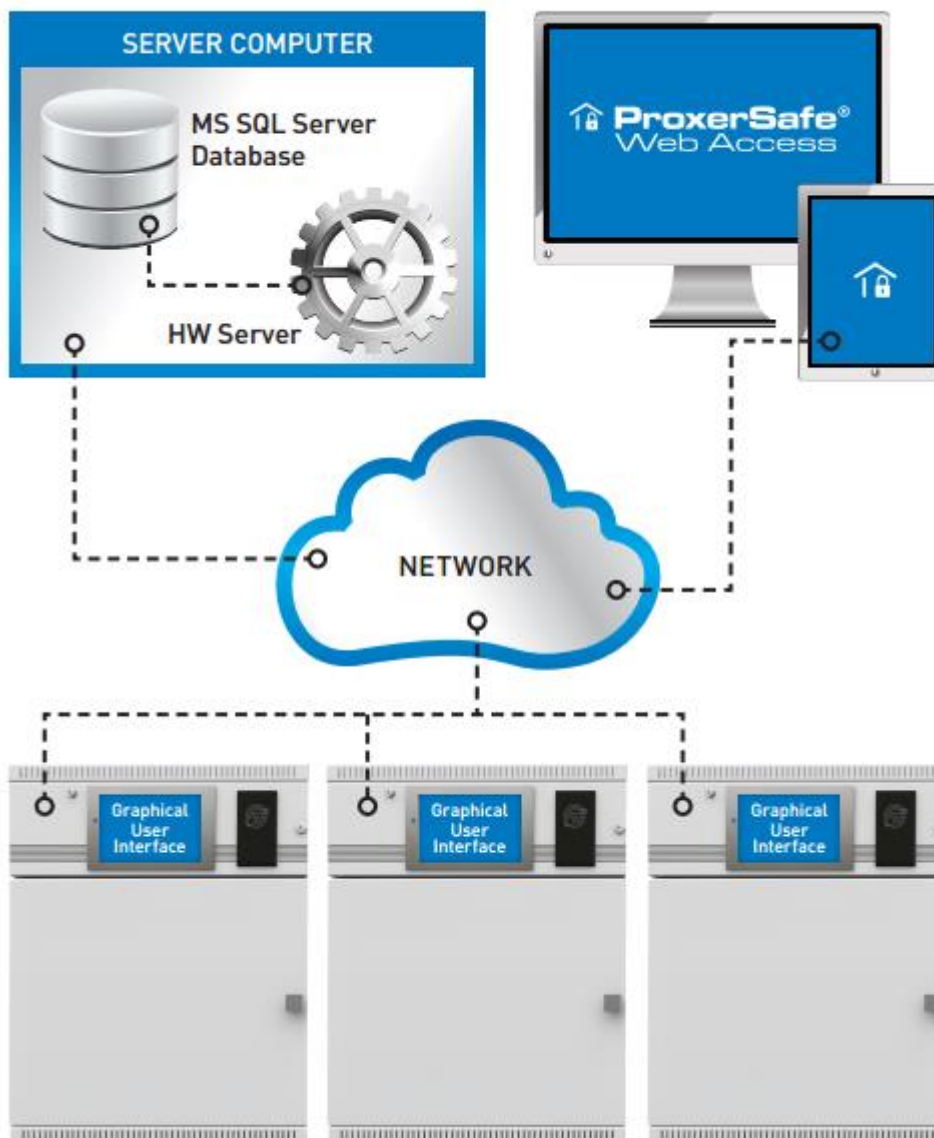 SERVER COMPUTER
MS SQL Server
Database
HW Server
ProxerSafe®
Web Access
NETWORK
Graphical
User
Interface
Graphical
User
Interface
Graphical
User
Interface